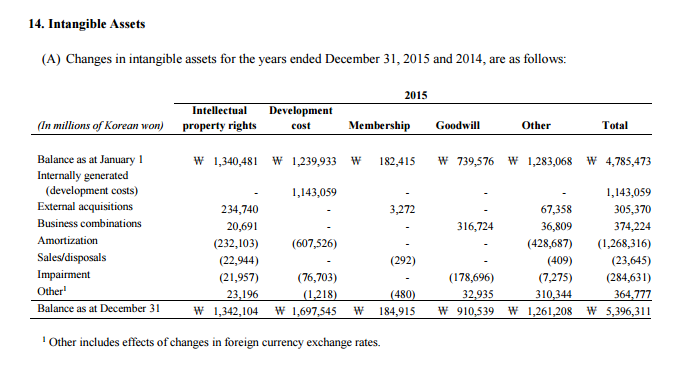 14. Intangible Assets
(A) Changes in intangible assets for the years ended December 31, 2015 and 2014, are as follows:
2015
(In millions of Korean won) Intellectual property rights Development cost Membership Goodwill Other Total
Balance as at January 1 ₩ 1,340,481 ₩ 1,239,933 ₩ 182,415 ₩ 739,576 ₩ 1,283,068 ₩ 4,785,473
Internally generated
(development costs) - 1,143,059 - - - 1,143,059
External acquisitions 234,740 - 3,272 - 67,358 305,370
Business combinations 20,691 - - 316,724 36,809 374,224
Amortization (232,103) (607,526) - - (428,687) (1,268,316)
Sales/disposals (22,944) - (292) - (409) (23,645)
Impairment (21,957) (76,703) - (178,696) (7,275) (284,631)
Other¹ 23,196 (1,218) (480) 32,935 310,344 364,777
Balance as at December 31 ₩ 1,342,104 ₩ 1,697,545 ₩ 184,915 ₩ 910,539 ₩ 1,261,208 ₩ 5,396,311
¹ Other includes effects of changes in foreign currency exchange rates.